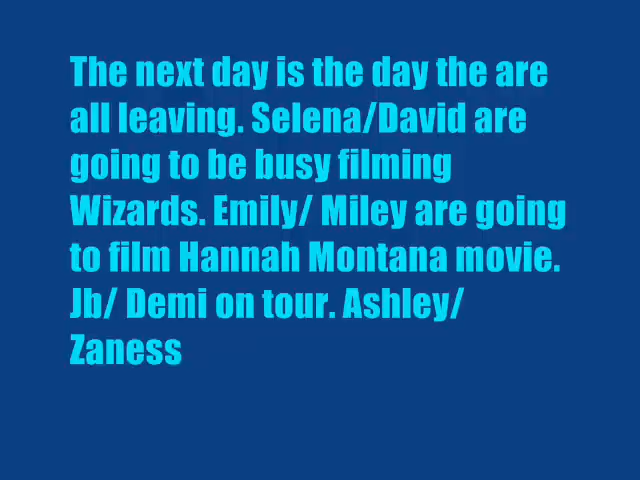 The next day is the day the are
all leaving. Selena/David are
going to be busy filming
Wizards. Emily/ Miley are going
to film Hannah Montana movie.
Jb/ Demi on tour. Ashley/
Zaness